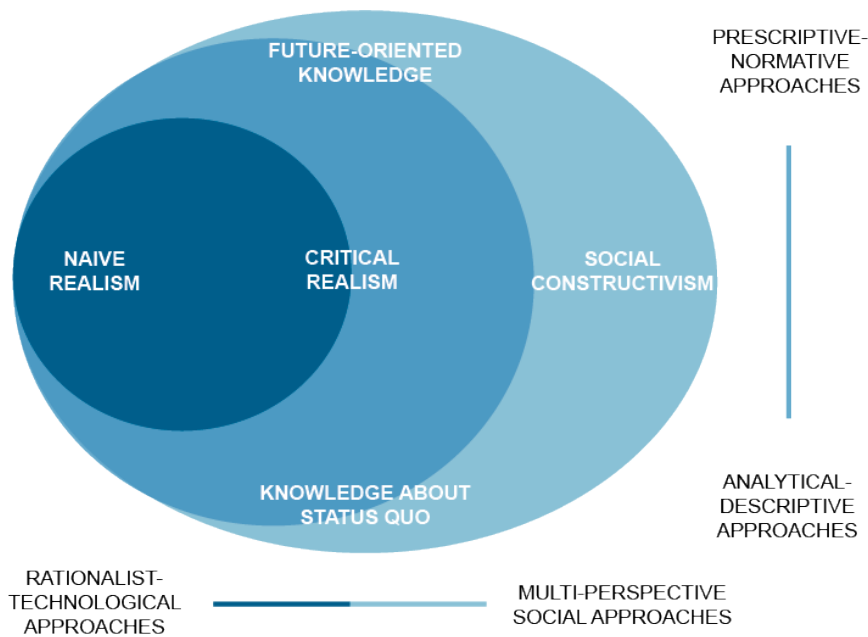 FUTURE-ORIENTED
KNOWLEDGE
PRESCRIPTIVE-
NORMATIVE
APPROACHES
NAIVE
REALISM
CRITICAL
REALISM
SOCIAL
CONSTRUCTIVISM
KNOWLEDGE ABOUT
STATUS QUO
ANALYTICAL-
DESCRIPTIVE
APPROACHES
RATIONALIST-
TECHNOLOGICAL
APPROACHES
MULTI-PERSPECTIVE
SOCIAL APPROACHES